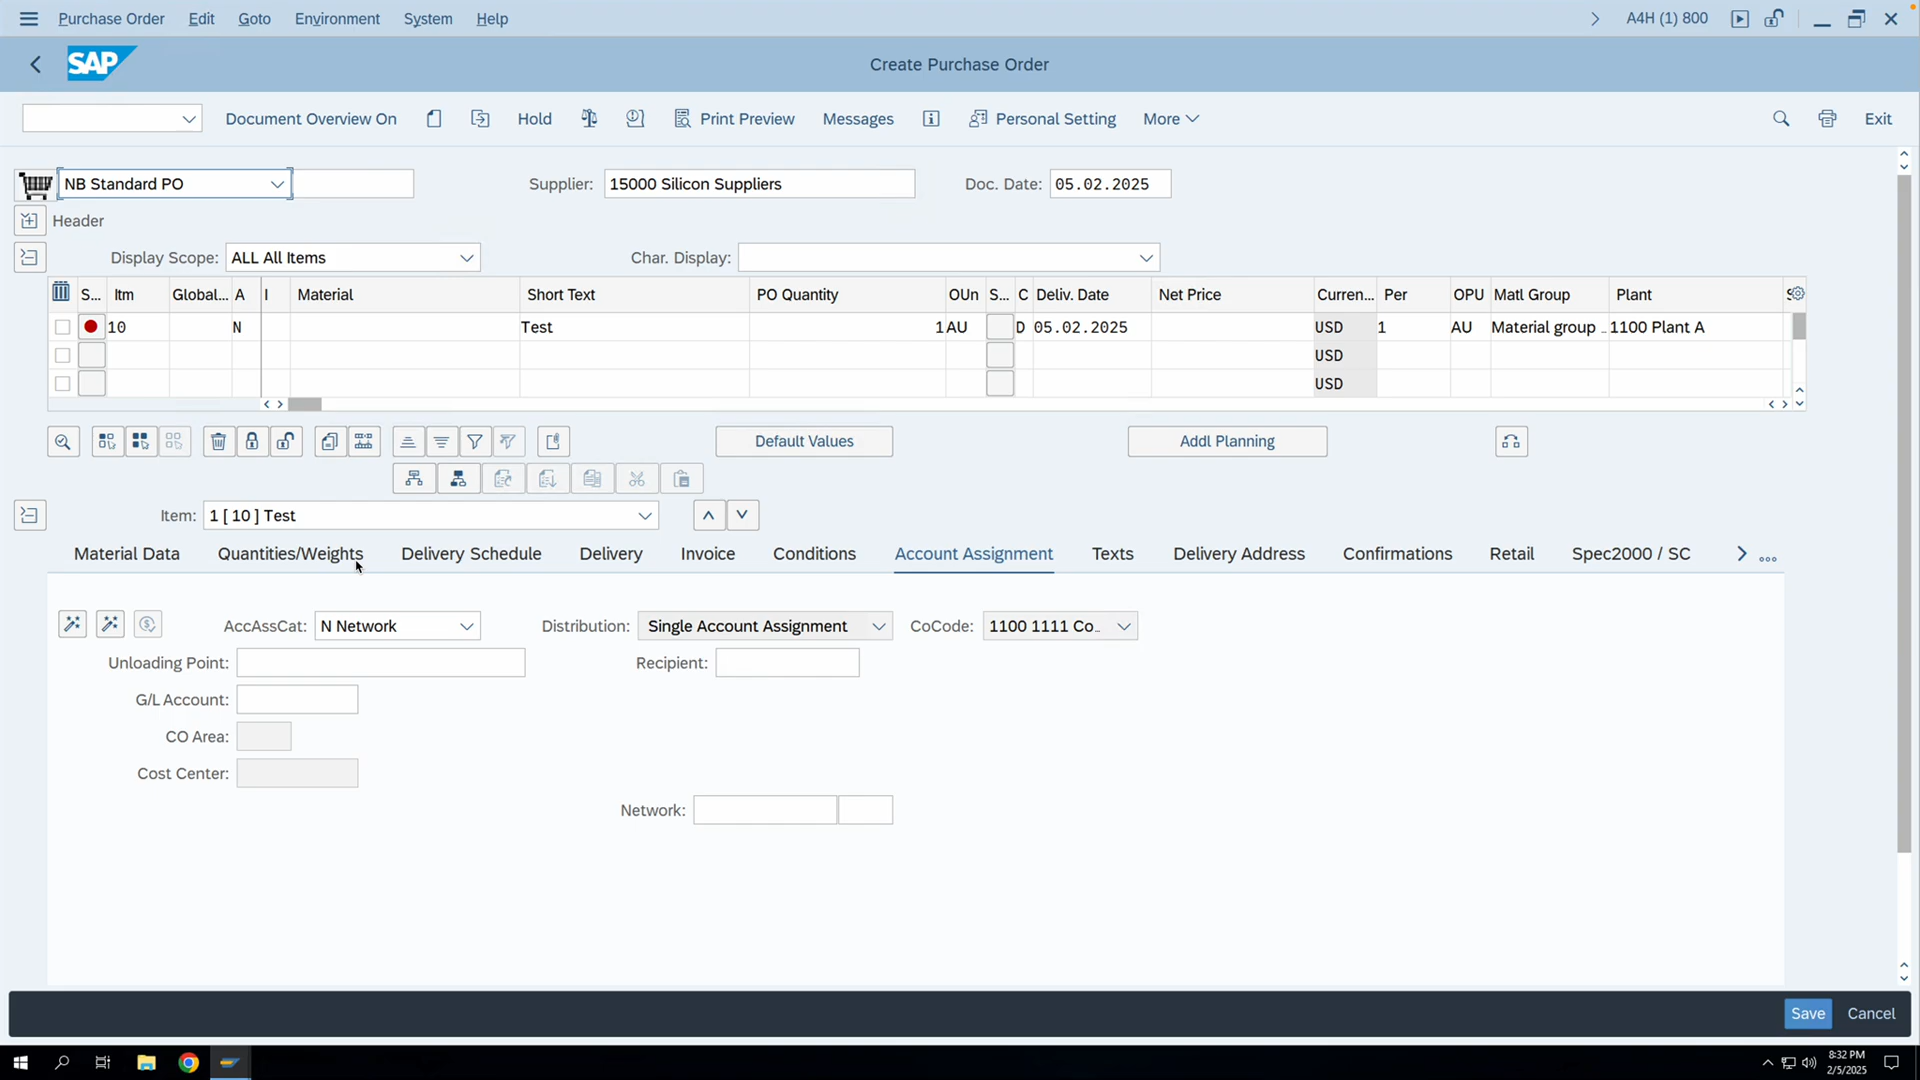 Purchase Order Edit Goto Environment System Help A4H (1) 800
SAP Create Purchase Order
Document Overview On Hold Print Preview Messages Personal Setting More Exit
NB Standard PO Supplier: 15000 Silicon Suppliers Doc. Date: 05.02.2025
Header
Display Scope: ALL All Items Char. Display:
S... Itm Global... A I Material Short Text PO Quantity OUn S... C Deliv. Date Net Price Curren... Per OPU Matl Group Plant
10 N Test 1 AU D 05.02.2025 USD 1 AU Material group .. 1100 Plant A
USD
USD
Default Values Addl Planning
Item: 1 [ 10 ] Test
Material Data Quantities/Weights Delivery Schedule Delivery Invoice Conditions Account Assignment Texts Delivery Address Confirmations Retail Spec2000 / SC ...
AccAssCat: N Network Distribution: Single Account Assignment CoCode: 1100 1111 Co..
Unloading Point: Recipient:
G/L Account:
CO Area:
Cost Center:
Network:
Save Cancel
8:32 PM
2/5/2025